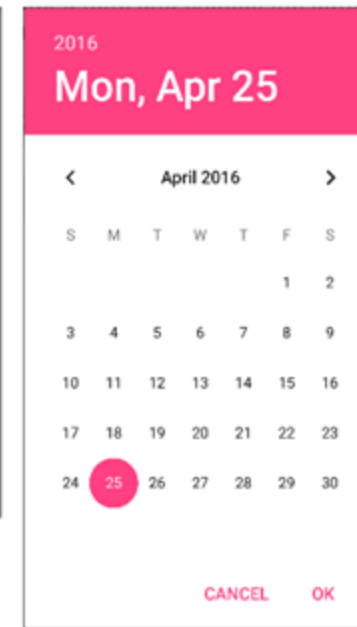 2016
Mon, Apr 25
April 2016
S M T W T F S
1 2
3 4 5 6 7 8 9
10 11 12 13 14 15 16
17 18 19 20 21 22 23
24 25 26 27 28 29 30
CANCEL OK